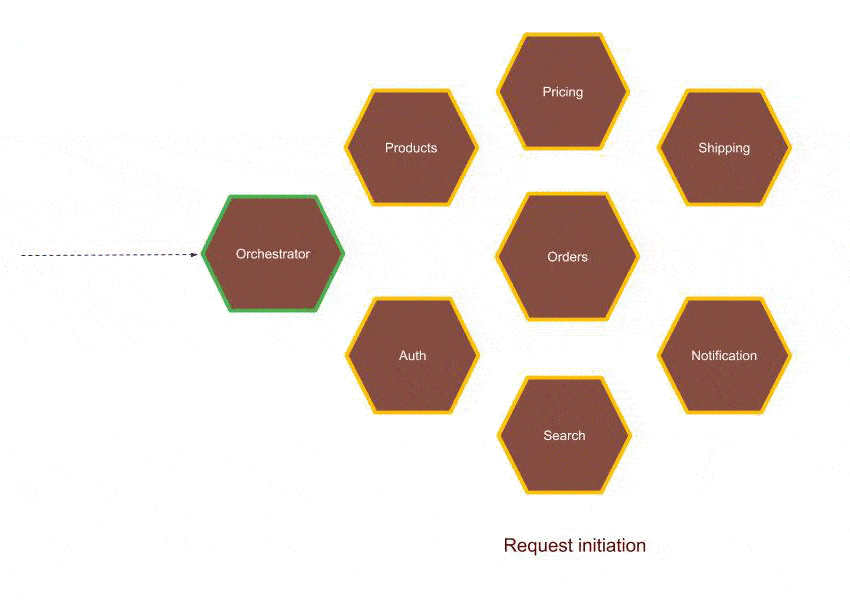 Pricing
Products
Shipping
Orchestrator
Orders
Auth
Notification
Search
Request initiation